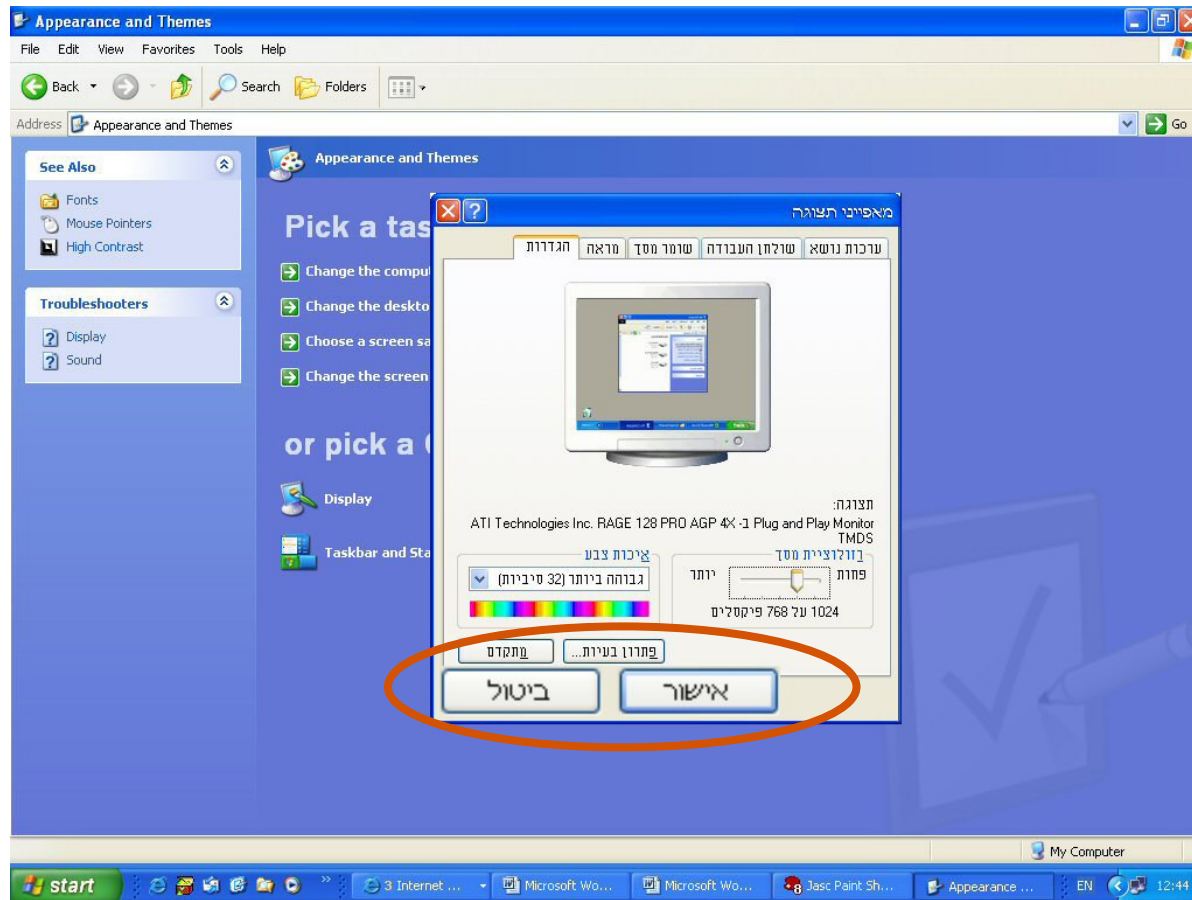 Appearance and Themes
File Edit View Favorites Tools Help
Back Search Folders
Address Appearance and Themes Go
See Also
Fonts
Mouse Pointers
High Contrast
Troubleshooters
Display
Sound
Appearance and Themes
Pick a tas
Change the compu
Change the deskto
Choose a screen sa
Change the screen
or pick a
Display
Taskbar and Sta
מאפייני תצוגה
ערכות נושא שולחן העבודה שומר מסך מראה הגדרות
תצוגה:
Plug and Play Monitor ב- ATI Technologies Inc. RAGE 128 PRO AGP 4X
TMDS
רזולוציית מסך
פחות יותר
1024 על 768 פיקסלים
איכות צבע
גבוהה ביותר (32 סיביות)
פתרון בעיות... מתקדם
אישור ביטול
My Computer
start 3 Internet ... Microsoft Wo... Microsoft Wo... Jasc Paint Sh... Appearance ... EN 12:44